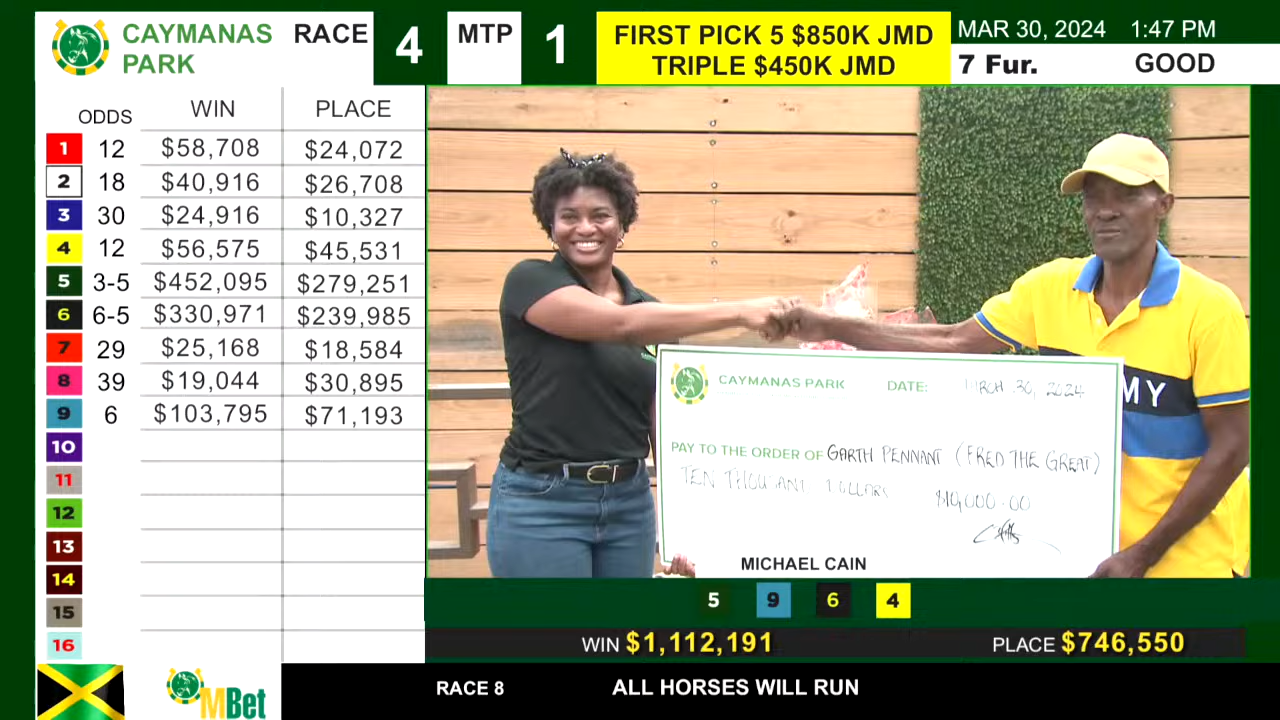 CAYMANAS PARK
RACE 4
MTP 1
FIRST PICK 5 $850K JMD
TRIPLE $450K JMD
MAR 30, 2024 1:47 PM
7 Fur. GOOD
ODDS WIN PLACE
1 12 $58,708 $24,072
2 18 $40,916 $26,708
3 30 $24,916 $10,327
4 12 $56,575 $45,531
5 3-5 $452,095 $279,251
6 6-5 $330,971 $239,985
7 29 $25,168 $18,584
8 39 $19,044 $30,895
9 6 $103,795 $71,193
10
11
12
13
14
15
16
CAYMANAS PARK DATE: MARCH 30, 2024
MY
PAY TO THE ORDER OF GARTH PENNANT (FRED THE GREAT)
TEN THOUSANT DOLLARS $10,000.00
MICHAEL CAIN
5 9 6 4
WIN $1,112,191 PLACE $746,550
MBet
RACE 8 ALL HORSES WILL RUN